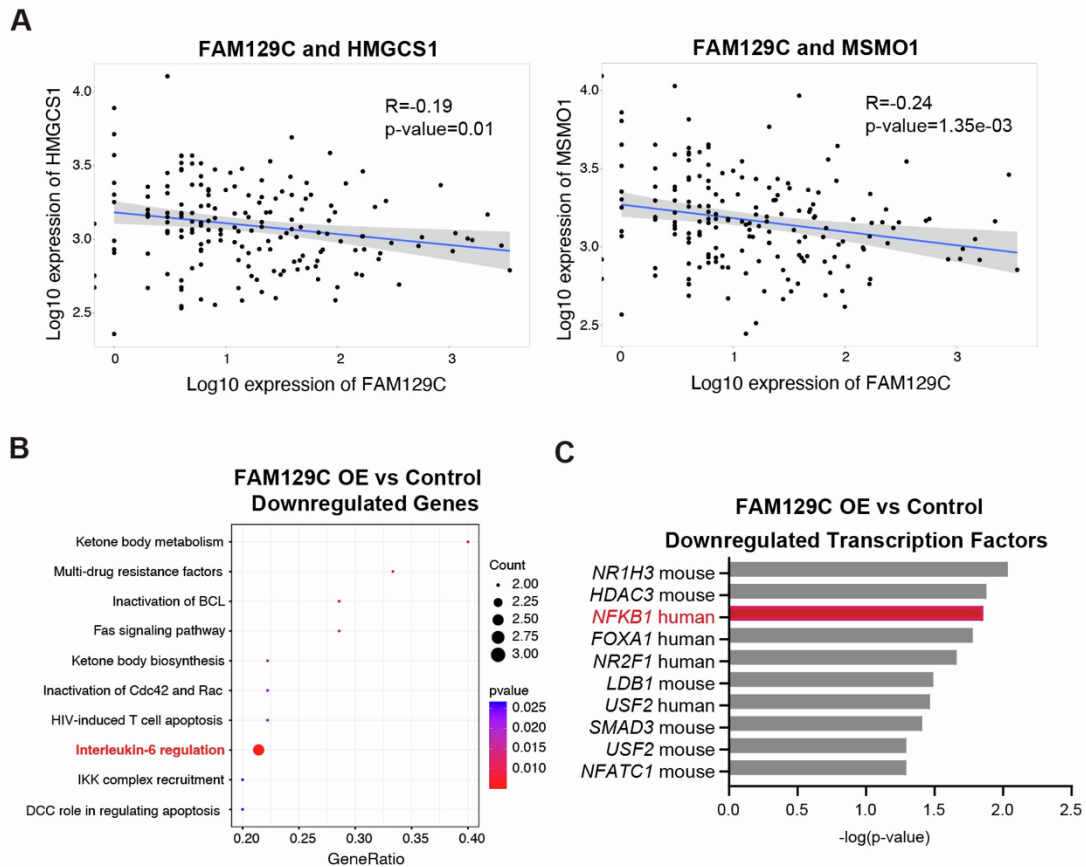 A
FAM129C and HMGCS1
R=-0.19
p-value=0.01
Log10 expression of HMGCS1
4.0
3.5
3.0
2.5
0
1
2
3
Log10 expression of FAM129C
FAM129C and MSMO1
R=-0.24
p-value=1.35e-03
Log10 expression of MSMO1
4.0
3.5
3.0
2.5
0
1
2
3
Log10 expression of FAM129C
B
FAM129C OE vs Control
Downregulated Genes
Ketone body metabolism
Multi-drug resistance factors
Inactivation of BCL
Fas signaling pathway
Ketone body biosynthesis
Inactivation of Cdc42 and Rac
HIV-induced T cell apoptosis
Interleukin-6 regulation
IKK complex recruitment
DCC role in regulating apoptosis
0.20
0.25
0.30
0.35
0.40
GeneRatio
Count
2.00
2.25
2.50
2.75
3.00
pvalue
0.025
0.020
0.015
0.010
C
FAM129C OE vs Control
Downregulated Transcription Factors
NR1H3 mouse
HDAC3 mouse
NFKB1 human
FOXA1 human
NR2F1 human
LDB1 mouse
USF2 human
SMAD3 mouse
USF2 mouse
NFATC1 mouse
0.0
0.5
1.0
1.5
2.0
2.5
-log(p-value)